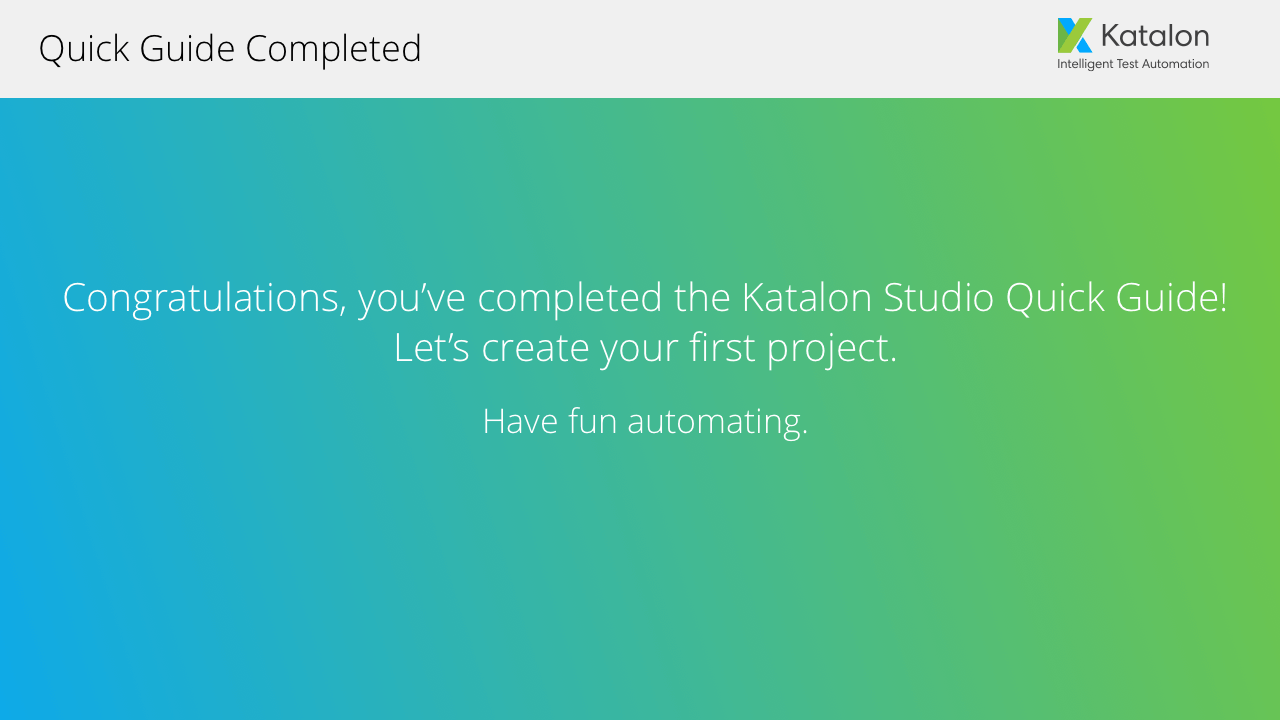 Quick Guide Completed
Katalon
Intelligent Test Automation
Congratulations, you’ve completed the Katalon Studio Quick Guide!
Let’s create your first project.
Have fun automating.